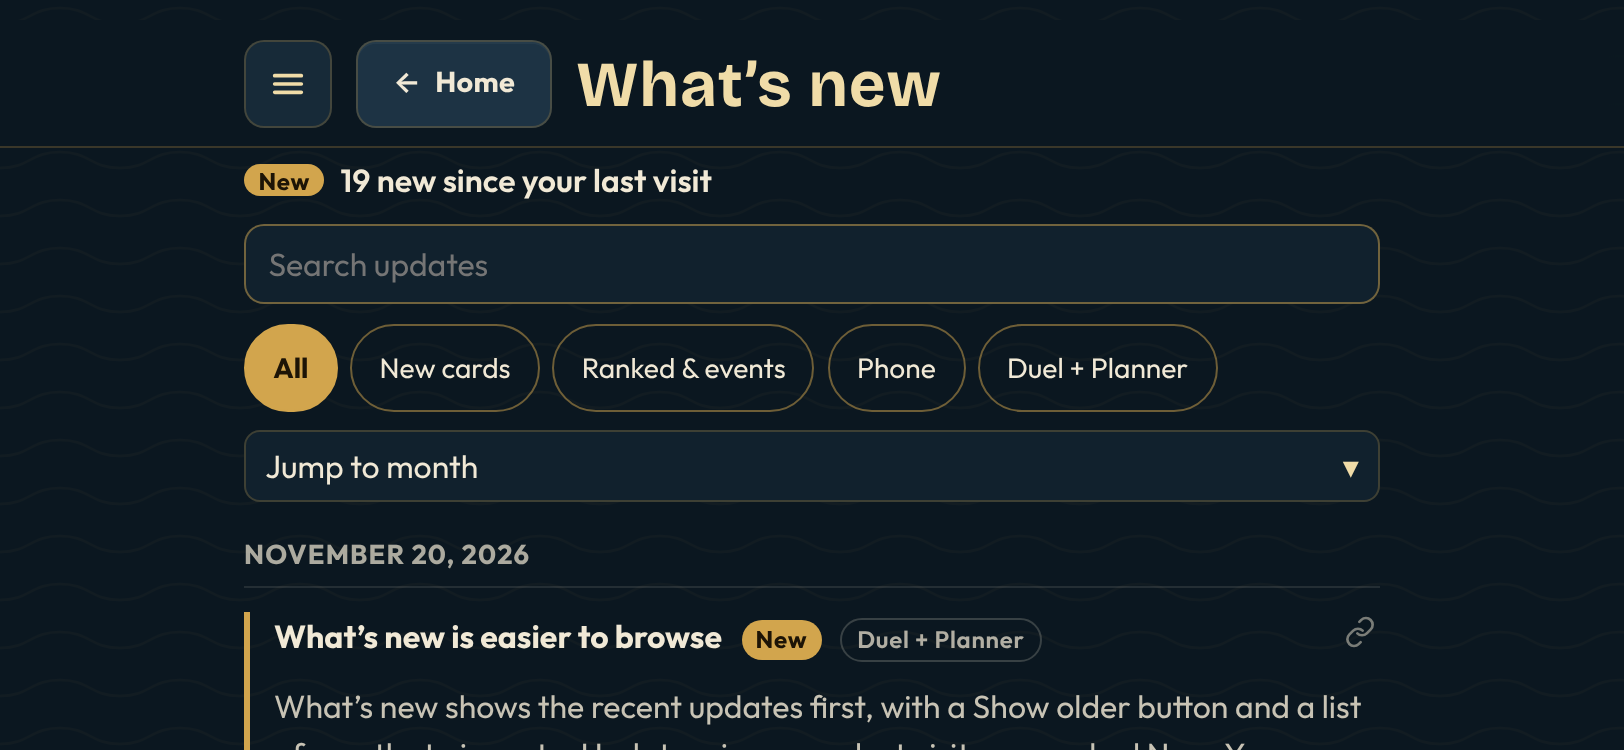 ← Home
What's new
New 19 new since your last visit
Search updates
All
New cards
Ranked & events
Phone
Duel + Planner
Jump to month ▼
NOVEMBER 20, 2026
What's new is easier to browse New Duel + Planner
What's new shows the recent updates first, with a Show older button and a list